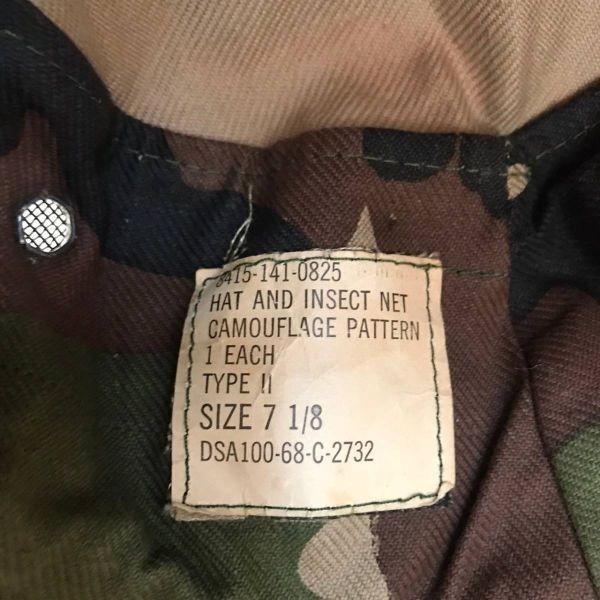 8415-141-0825
HAT AND INSECT NET
CAMOUFLAGE PATTERN
1 EACH
TYPE II
SIZE 7 1/8
DSA100-68-C-2732